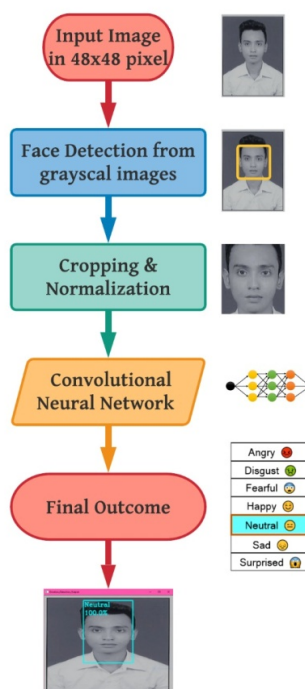 Input Image
in 48x48 pixel
Face Detection from
grayscal images
Cropping &
Normalization
Convolutional
Neural Network
Final Outcome
Angry
Disgust
Fearful
Happy
Neutral
Sad
Surprised
Neutral
100.0%